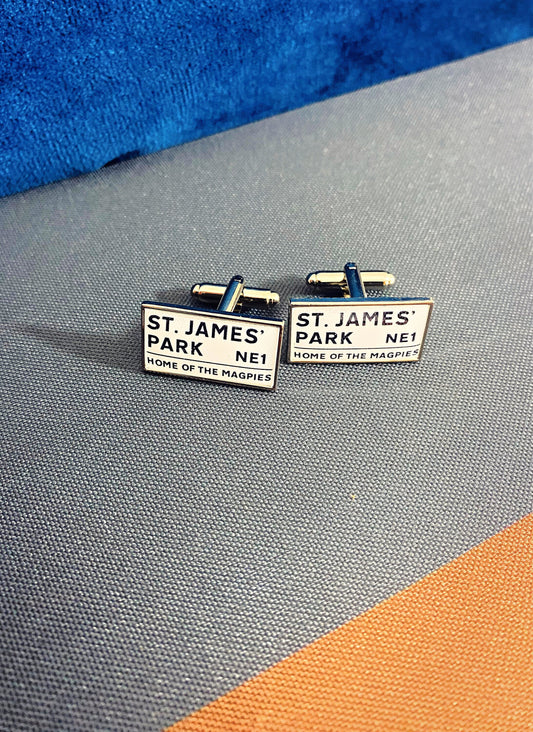 ST. JAMES'
PARK NE1
HOME OF THE MAGPIES
ST. JAMES'
PARK NE1
HOME OF THE MAGPIES